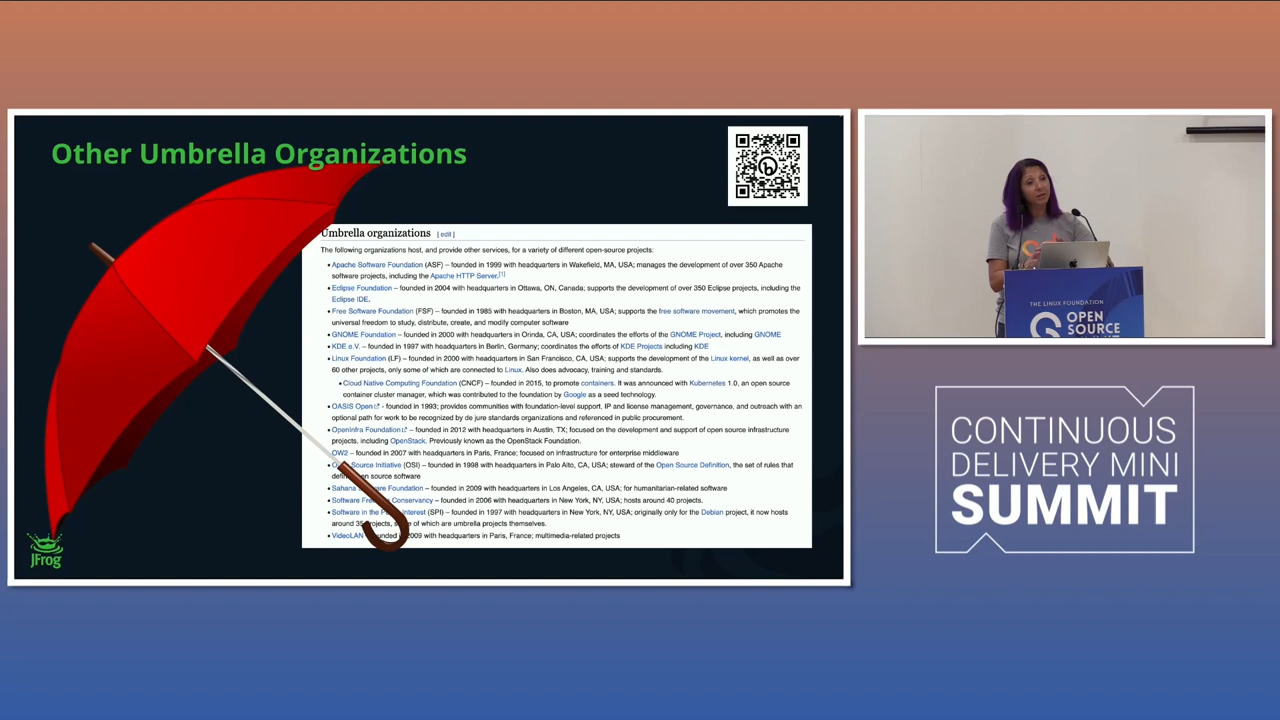 Other Umbrella Organizations
Umbrella organizations [ edit ]
The following organizations host, and provide other services, for a variety of different open-source projects:
• Apache Software Foundation (ASF) – founded in 1999 with headquarters in Wakefield, MA, USA; manages the development of over 350 Apache
software projects, including the Apache HTTP Server.[1]
• Eclipse Foundation – founded in 2004 with headquarters in Ottawa, ON, Canada; supports the development of over 350 Eclipse projects, including the
Eclipse IDE.
• Free Software Foundation (FSF) – founded in 1985 with headquarters in Boston, MA, USA; supports the free software movement, which promotes the
universal freedom to study, distribute, create, and modify computer software
• GNOME Foundation – founded in 2000 with headquarters in Orinda, CA, USA; coordinates the efforts of the GNOME Project, including GNOME
• KDE e.V. – founded in 1997 with headquarters in Berlin, Germany; coordinates the efforts of KDE Projects including KDE
• Linux Foundation (LF) – founded in 2000 with headquarters in San Francisco, CA, USA; supports the development of the Linux kernel, as well as over
60 other projects, only some of which are connected to Linux. Also does advocacy, training and standards.
• Cloud Native Computing Foundation (CNCF) – founded in 2015, to promote containers. It was announced with Kubernetes 1.0, an open source
container cluster manager, which was contributed to the foundation by Google as a seed technology.
• OASIS Open - founded in 1993; provides communities with foundation-level support, IP and license management, governance, and outreach with an
optional path for work to be recognized by de jure standards organizations and referenced in public procurement.
• OpenInfra Foundation - founded in 2012 with headquarters in Austin, TX; focused on the development and support of open source infrastructure
projects, including OpenStack. Previously known as the OpenStack Foundation.
OW2 – founded in 2007 with headquarters in Paris, France; focused on infrastructure for enterprise middleware
• Source Initiative (OSI) – founded in 1998 with headquarters in Palo Alto, CA, USA; steward of the Open Source Definition, the set of rules that
open source software
• Sahana Foundation – founded in 2009 with headquarters in Los Angeles, CA, USA; for humanitarian-related software
• Software Conservancy – founded in 2006 with headquarters in New York, NY, USA; hosts around 40 projects.
• Software in the Interest (SPI) – founded in 1997 with headquarters in New York, NY, USA; originally only for the Debian project, it now hosts
around 35 projects, of which are umbrella projects themselves.
• VideoLAN 2009 with headquarters in Paris, France; multimedia-related projects
JFrog
THE LINUX FOUNDATION
OPEN
SOURCE
CONTINUOUS
DELIVERY MINI
SUMMIT